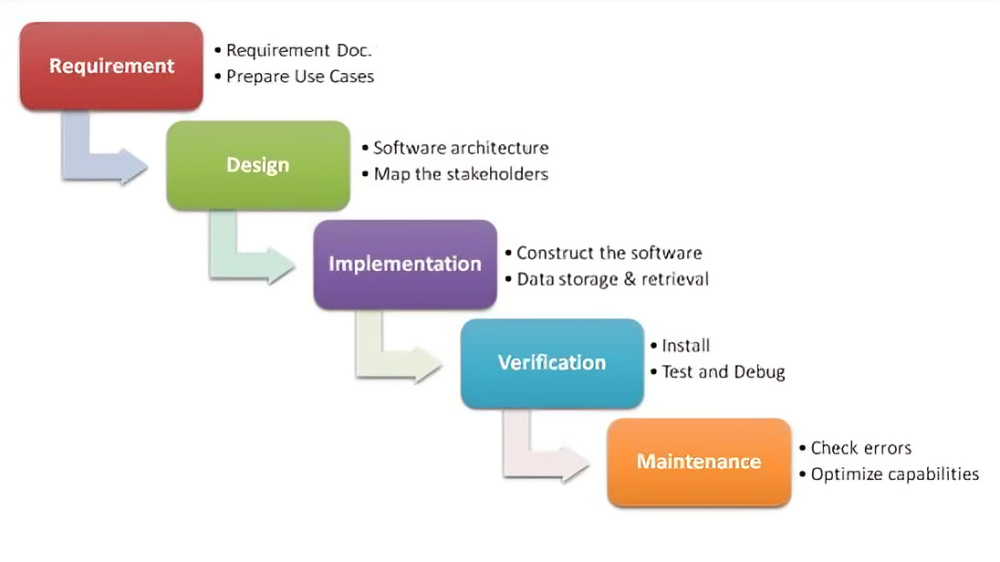 Requirement
• Requirement Doc.
• Prepare Use Cases
Design
• Software architecture
• Map the stakeholders
Implementation
• Construct the software
• Data storage & retrieval
Verification
• Install
• Test and Debug
Maintenance
• Check errors
• Optimize capabilities